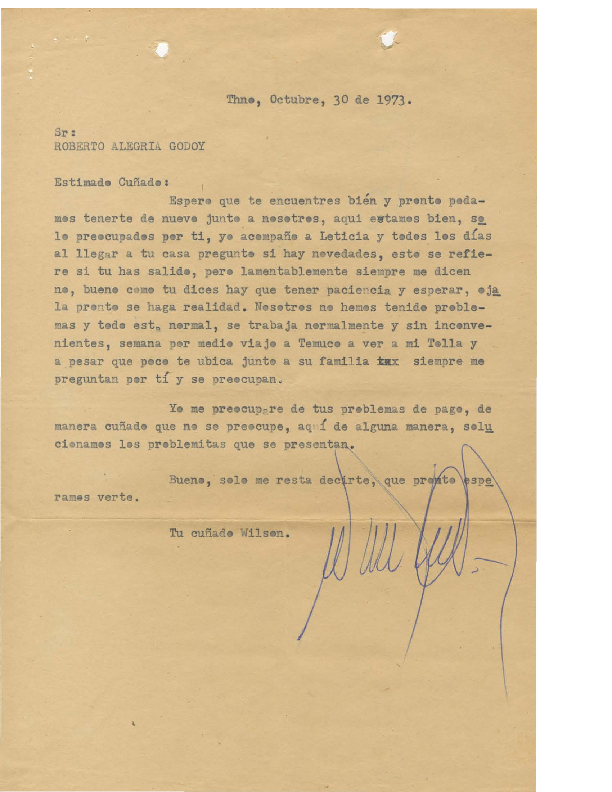 Thno, Octubre, 30 de 1973.
Sr:
ROBERTO ALEGRIA GODOY
Estimado Cuñado:
Espero que te encuentres bién y pronto poda-
mos tenerte de nuevo junto a nosotros, aqui estamos bien, so
lo preocupados por ti, yo acompaño a Leticia y todos los días
al llegar a tu casa pregunto si hay novedades, esto se refie-
re si tu has salido, pero lamentablemente siempre me dicen
no, bueno como tu dices hay que tener paciencia y esperar, oja
la pronto se haga realidad. Nosotros no hemos tenido proble-
mas y todo esta normal, se trabaja normalmente y sin inconve-
nientes, semana por medio viajo a Temuco a ver a mi Tolla y
a pesar que poco te ubica junto a su familia tax siempre me
preguntan por tí y se preocupan.
Yo me preocupare de tus problemas de pago, de
manera cuñado que no se preocupe, aquí de alguna manera, solu
cionamos los problemitas que se presentan.
Bueno, solo me resta decirte, que pronto espe
ramos verte.
Tu cuñado Wilson.